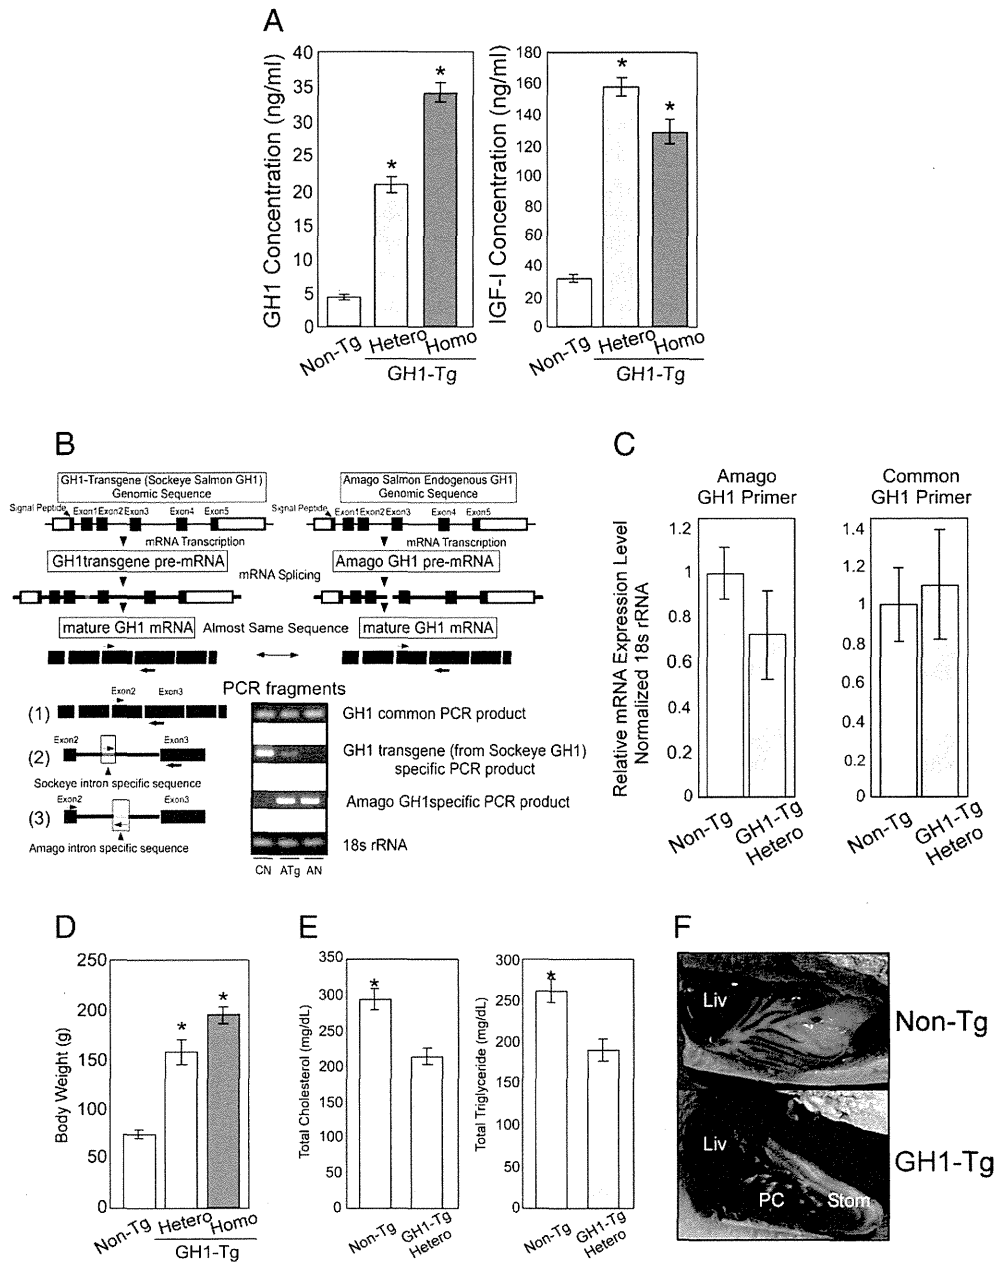 A
GH1 Concentration (ng/ml)
40
35
30
25
20
15
10
5
0
*
*
Non-Tg
Hetero
Homo
GH1-Tg
IGF-I Concentration (ng/ml)
180
160
140
120
100
80
60
40
20
0
*
*
Non-Tg
Hetero
Homo
GH1-Tg
B
GH1-Transgene (Sockeye Salmon GH1)
Genomic Sequence
Signal Peptide
Exon1 Exon2 Exon3 Exon4 Exon5
mRNA Transcription
GH1transgene pre-mRNA
mRNA Splicing
mature GH1 mRNA
Almost Same Sequence
Amago Salmon Endogenous GH1
Genomic Sequence
Signal Peptide
Exon1 Exon2 Exon3 Exon4 Exon5
mRNA Transcription
Amago GH1 pre-mRNA
mature GH1 mRNA
PCR fragments
(1)
Exon2 Exon3
GH1 common PCR product
(2)
Exon2 Exon3
Sockeye intron specific sequence
GH1 transgene (from Sockeye GH1)
specific PCR product
(3)
Exon2 Exon3
Amago intron specific sequence
Amago GH1specific PCR product
18s rRNA
CN ATg AN
C
Relative mRNA Expression Level
Normalized 18s rRNA
Amago
GH1 Primer
1.2
1
0.8
0.6
0.4
0.2
0
Non-Tg
GH1-Tg
Hetero
Common
GH1 Primer
1.4
1.2
1
0.8
0.6
0.4
0.2
0
Non-Tg
GH1-Tg
Hetero
D
Body Weight (g)
250
200
150
100
50
0
*
*
Non-Tg
Hetero
Homo
GH1-Tg
E
Total Cholesterol (mg/dL)
350
300
250
200
150
100
50
0
*
Non-Tg
GH1-Tg
Hetero
Total Triglyceride (mg/dL)
300
250
200
150
100
50
0
*
Non-Tg
GH1-Tg
Hetero
F
Liv
Non-Tg
Liv
PC
Stom
GH1-Tg